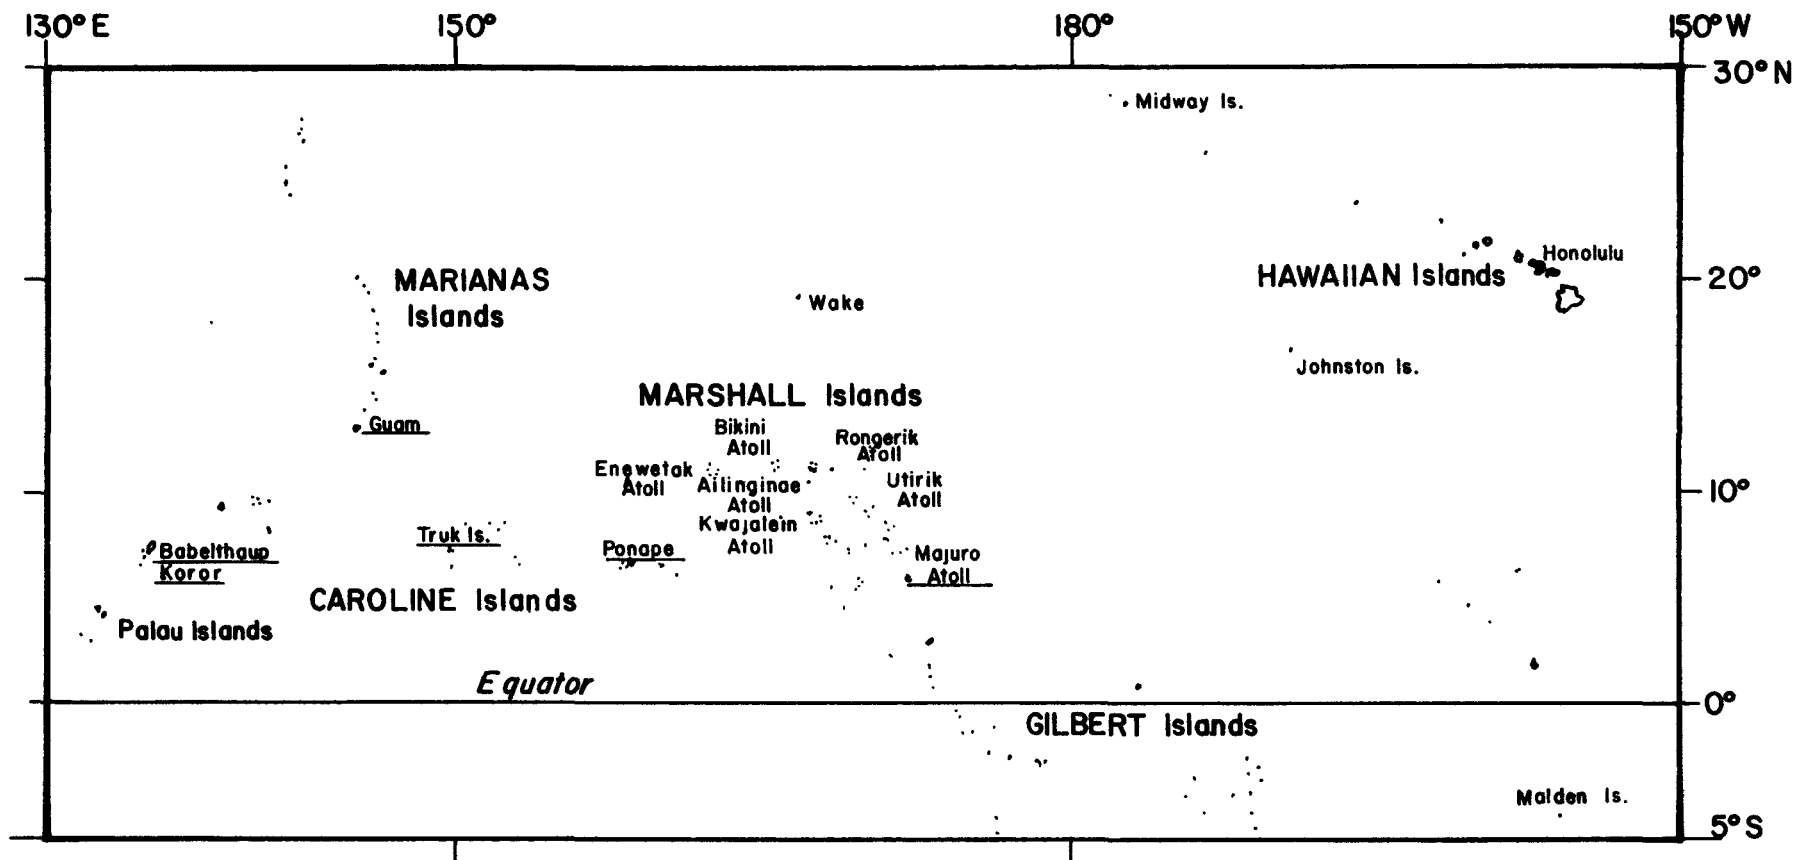 130°E 150° 180° 150°W
30°N
Midway Is.
Honolulu
MARIANAS
Islands
HAWAIIAN Islands
20°
Wake
Johnston Is.
MARSHALL Islands
Guam
Bikini
Atoll
Rongerik
Atoll
Enewetak
Atoll
Ailinginae
Atoll
Utirik
Atoll
10°
Kwajalein
Atoll
Truk Is.
Ponape
Majuro
Atoll
Babelthaup
Koror
CAROLINE Islands
Palau Islands
Equator
0°
GILBERT Islands
Malden Is.
5°S